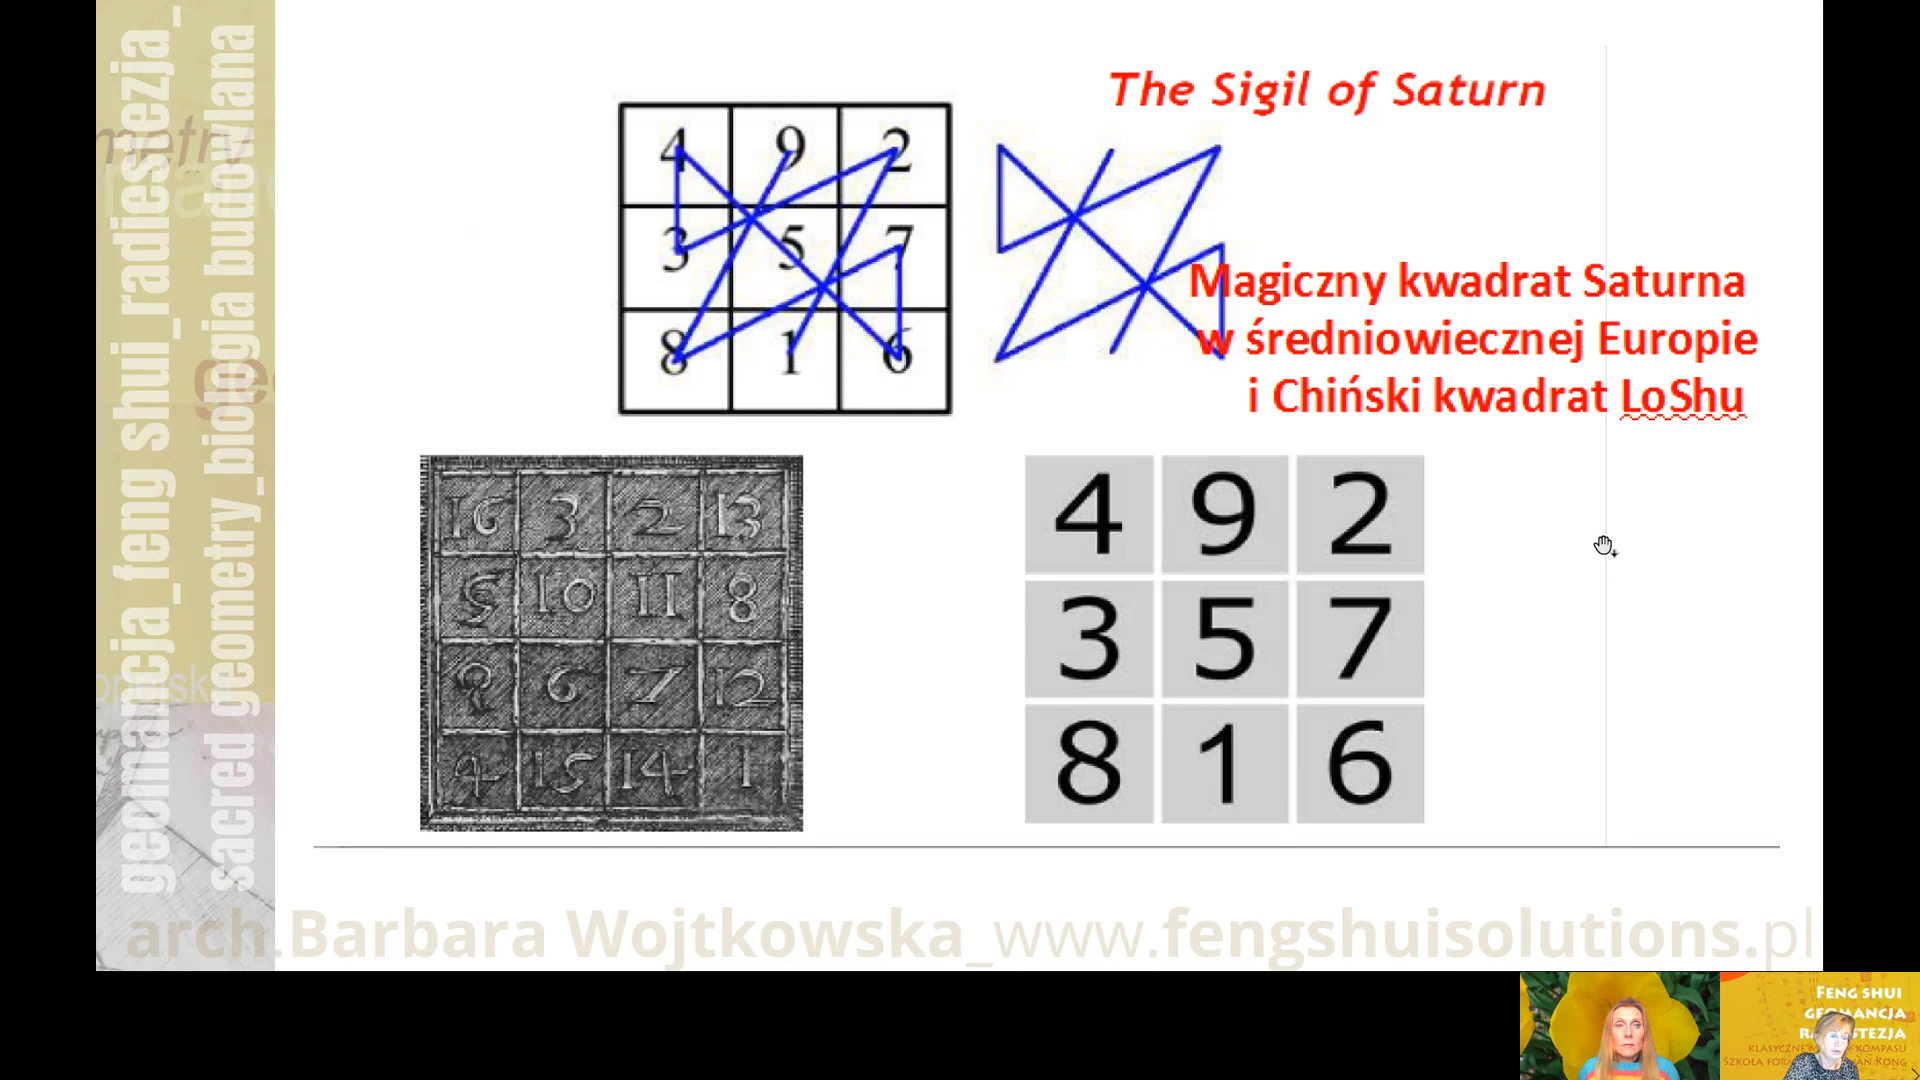 geomancja_feng shui_radiestezja_
sacred geometry_biologia budowlana
The Sigil of Saturn
4 9 2
3 5 7
8 1 6
Magiczny kwadrat Saturna
w średniowiecznej Europie
i Chiński kwadrat LoShu
16 3 2 13
5 10 11 8
9 6 7 12
4 15 14 1
4 9 2
3 5 7
8 1 6
arch.Barbara Wojtkowska_www.fengshuisolutions.pl
Feng shui
geomancja